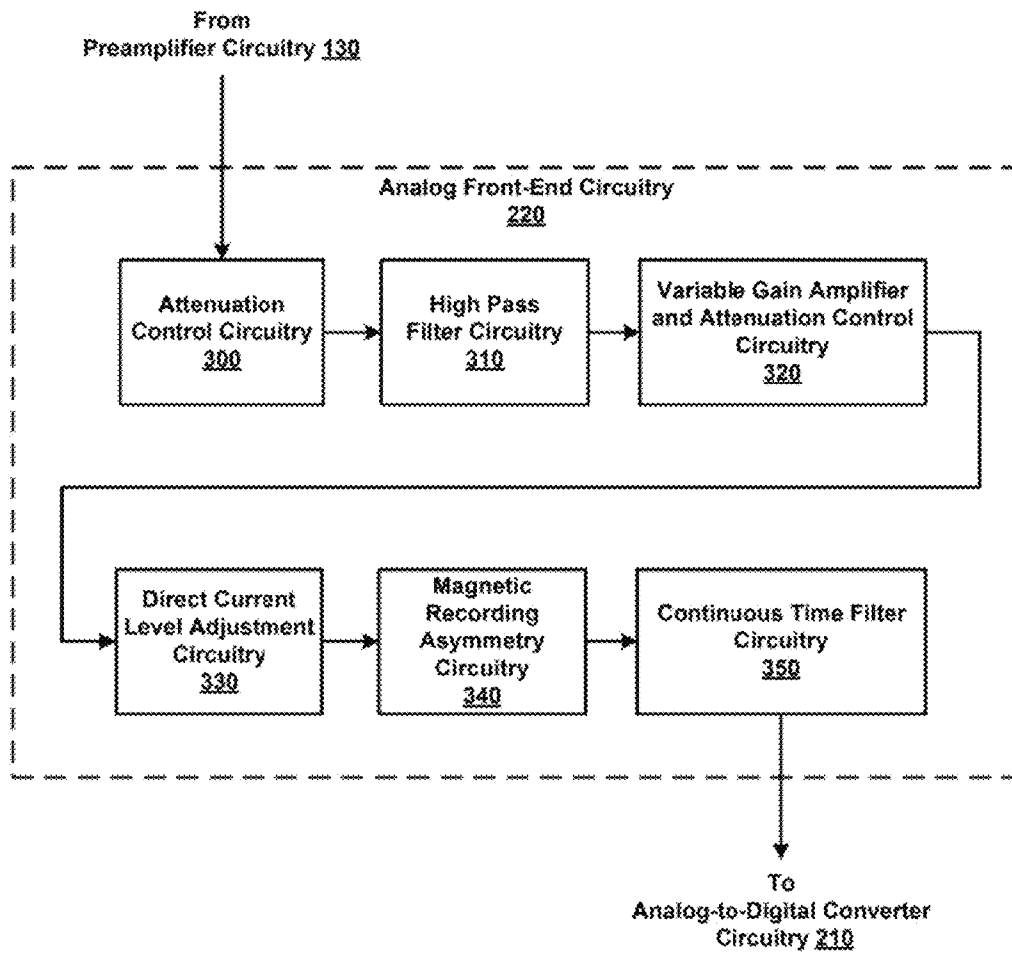 From
Preamplifier Circuitry 130
Analog Front-End Circuitry
220
Attenuation
Control Circuitry
300
High Pass
Filter Circuitry
310
Variable Gain Amplifier
and Attenuation Control
Circuitry
320
Direct Current
Level Adjustment
Circuitry
330
Magnetic
Recording
Asymmetry
Circuitry
340
Continuous Time Filter
Circuitry
350
To
Analog-to-Digital Converter
Circuitry 210